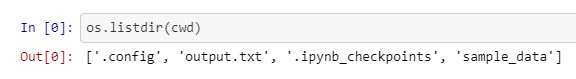 In [0]: os.listdir(cwd)
Out[0]: ['.config', 'output.txt', '.ipynb_checkpoints', 'sample_data']